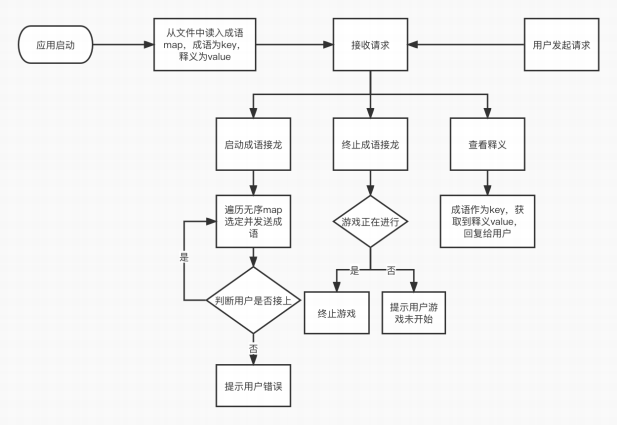 应用启动
从文件中读入成语
map，成语为key，
释义为value
接收请求
用户发起请求
启动成语接龙
终止成语接龙
查看释义
遍历无序map
选定并发送成
语
游戏正在进行
成语作为key，获
取到释义value，
回复给用户
是
判断用户是否接上
是
否
终止游戏
提示用户游
戏未开始
否
提示用户错误